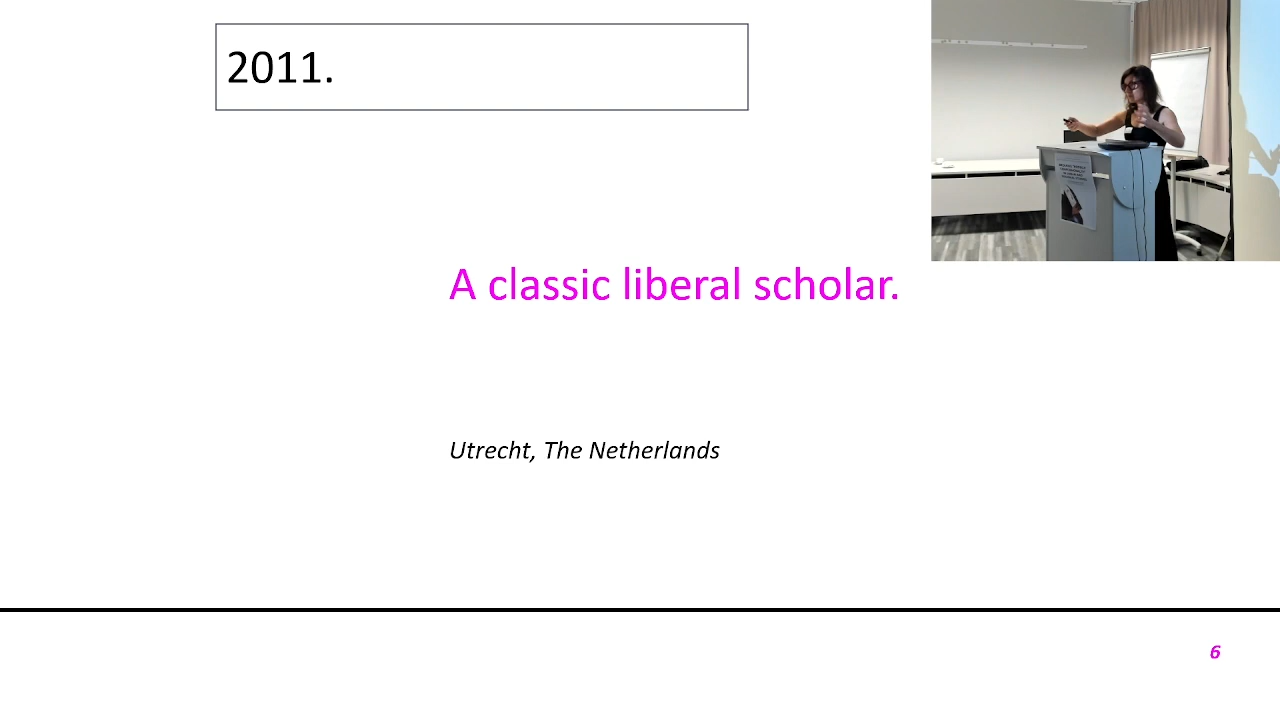 2011.
A classic liberal scholar.
Utrecht, The Netherlands
6